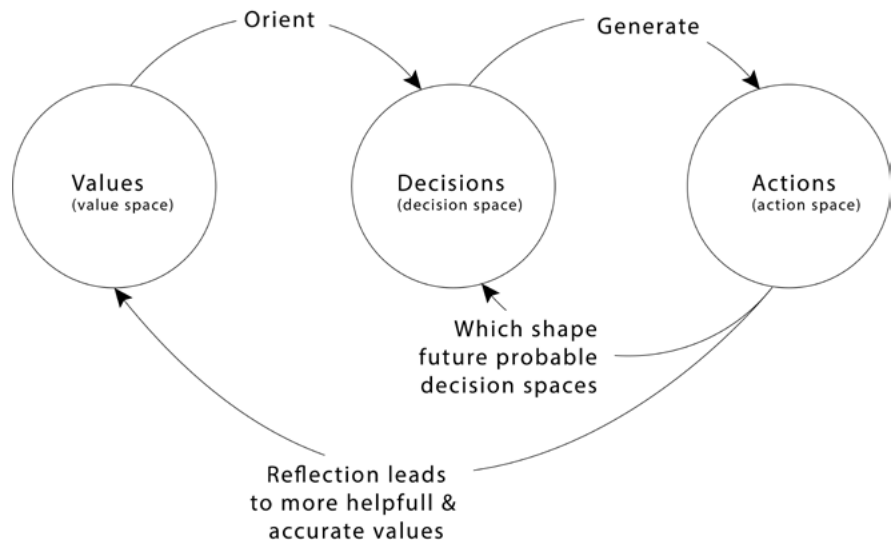 Orient
Generate
Values
(value space)
Decisions
(decision space)
Actions
(action space)
Which shape
future probable
decision spaces
Reflection leads
to more helpfull &
accurate values